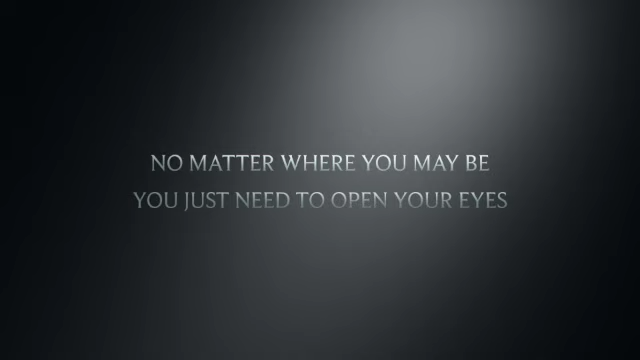 NO MATTER WHERE YOU MAY BE
YOU JUST NEED TO OPEN YOUR EYES